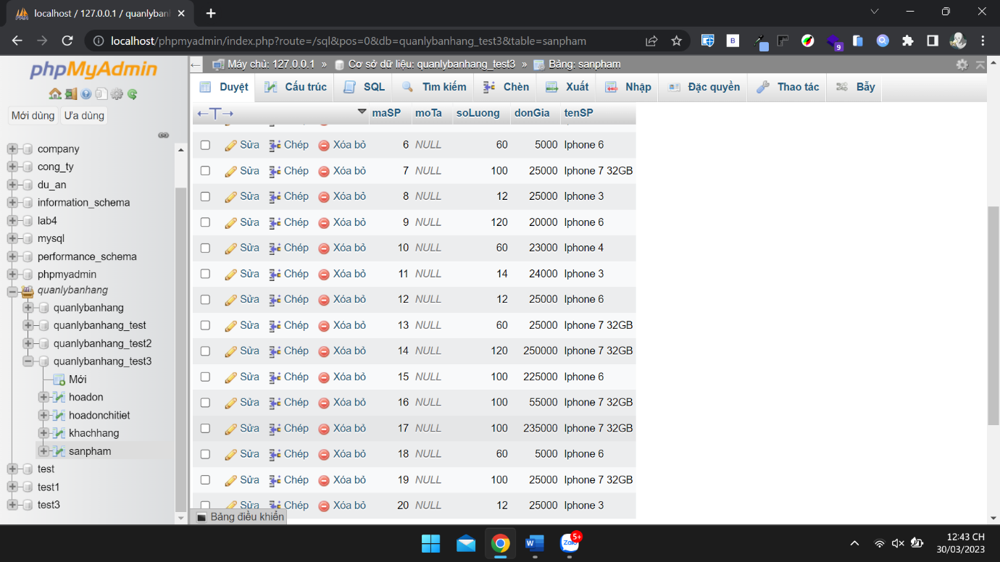 localhost / 127.0.0.1 / quanlybanh
localhost/phpmyadmin/index.php?route=/sql&pos=0&db=quanlybanhang_test3&table=sanpham
B
9
phpMyAdmin
Mới dùng Ưa dùng
company
cong_ty
du_an
information_schema
lab4
mysql
performance_schema
phpmyadmin
quanlybanhang
quanlybanhang
quanlybanhang_test
quanlybanhang_test2
quanlybanhang_test3
Mới
hoadon
hoadonchitiet
khachhang
sanpham
test
test1
test3
Máy chủ: 127.0.0.1 » Cơ sở dữ liệu: quanlybanhang_test3 » Bảng: sanpham
Duyệt Cấu trúc SQL Tìm kiếm Chèn Xuất Nhập Đặc quyền Thao tác Bẫy
←T→ maSP moTa soLuong donGia tenSP
Sửa Chép Xóa bỏ 6 NULL 60 5000 Iphone 6
Sửa Chép Xóa bỏ 7 NULL 100 25000 Iphone 7 32GB
Sửa Chép Xóa bỏ 8 NULL 12 25000 Iphone 3
Sửa Chép Xóa bỏ 9 NULL 120 20000 Iphone 6
Sửa Chép Xóa bỏ 10 NULL 60 23000 Iphone 4
Sửa Chép Xóa bỏ 11 NULL 14 24000 Iphone 3
Sửa Chép Xóa bỏ 12 NULL 12 25000 Iphone 6
Sửa Chép Xóa bỏ 13 NULL 60 25000 Iphone 7 32GB
Sửa Chép Xóa bỏ 14 NULL 120 250000 Iphone 7 32GB
Sửa Chép Xóa bỏ 15 NULL 100 225000 Iphone 6
Sửa Chép Xóa bỏ 16 NULL 100 55000 Iphone 7 32GB
Sửa Chép Xóa bỏ 17 NULL 100 235000 Iphone 7 32GB
Sửa Chép Xóa bỏ 18 NULL 60 5000 Iphone 6
Sửa Chép Xóa bỏ 19 NULL 100 25000 Iphone 7 32GB
Sửa Chép Xóa bỏ 20 NULL 12 25000 Iphone 3
Bảng điều khiển
W
Zalo
5+
12:43 CH
30/03/2023